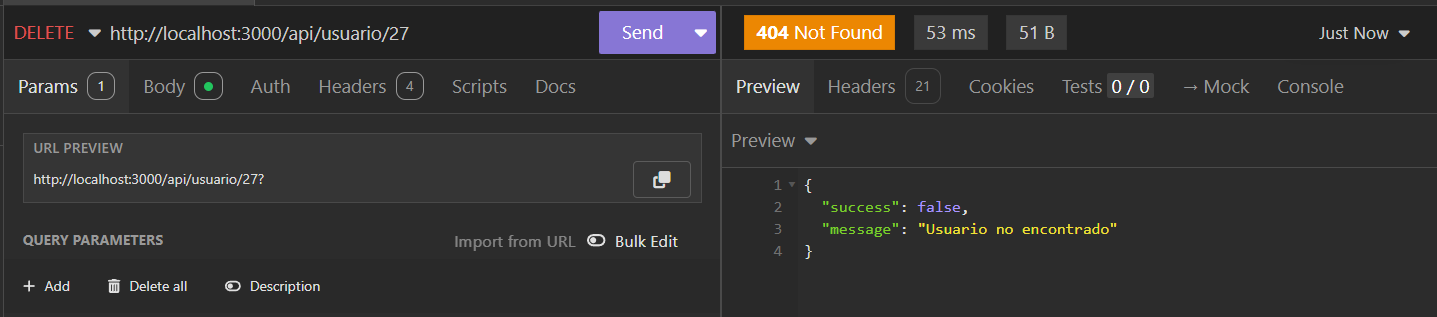 DELETE http://localhost:3000/api/usuario/27 Send
Params 1 Body Auth Headers 4 Scripts Docs
URL PREVIEW
http://localhost:3000/api/usuario/27?
QUERY PARAMETERS Import from URL Bulk Edit
+ Add Delete all Description
404 Not Found 53 ms 51 B Just Now
Preview Headers 21 Cookies Tests 0 / 0 → Mock Console
Preview
1 {
2 "success": false,
3 "message": "Usuario no encontrado"
4 }